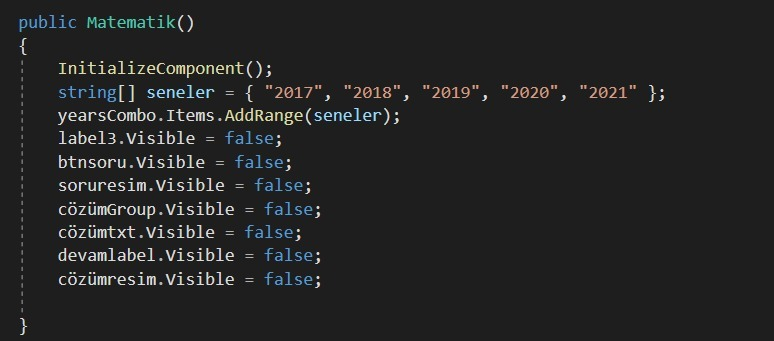 public Matematik()
{
InitializeComponent();
string[] seneler = { "2017", "2018", "2019", "2020", "2021" };
yearsCombo.Items.AddRange(seneler);
label3.Visible = false;
btnsoru.Visible = false;
soruresim.Visible = false;
cözümGroup.Visible = false;
cözümtxt.Visible = false;
devamlabel.Visible = false;
cözümresim.Visible = false;
}